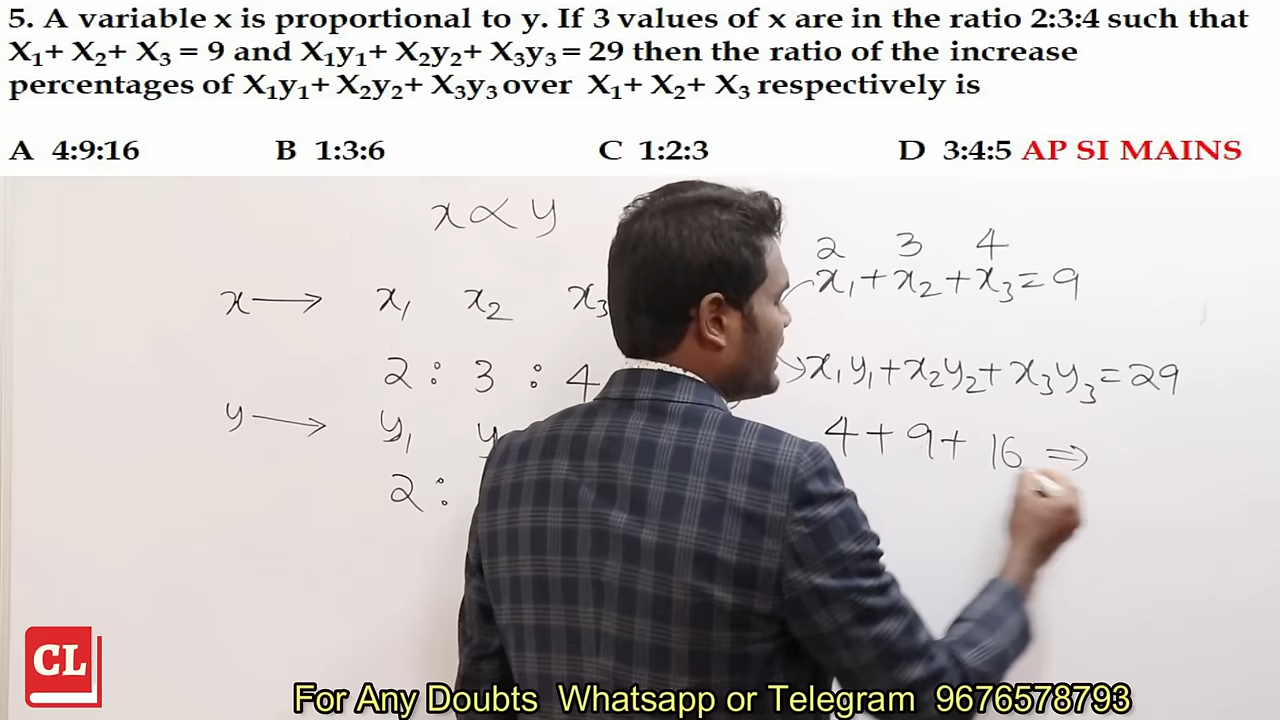 5. A variable x is proportional to y. If 3 values of x are in the ratio 2:3:4 such that
X₁+ X₂+ X₃ = 9 and X₁y₁+ X₂y₂+ X₃y₃ = 29 then the ratio of the increase
percentages of X₁y₁+ X₂y₂+ X₃y₃ over X₁+ X₂+ X₃ respectively is
A 4:9:16 B 1:3:6 C 1:2:3 D 3:4:5 AP SI MAINS
x ∝ y
x → x₁ x₂ x₃
2 : 3 : 4
y → y₁ y
2 :
2 3 4
x₁+x₂+x₃=9
x₁y₁+x₂y₂+x₃y₃=29
4+9+16 ⇒
CL
For Any Doubts Whatsapp or Telegram 9676578793